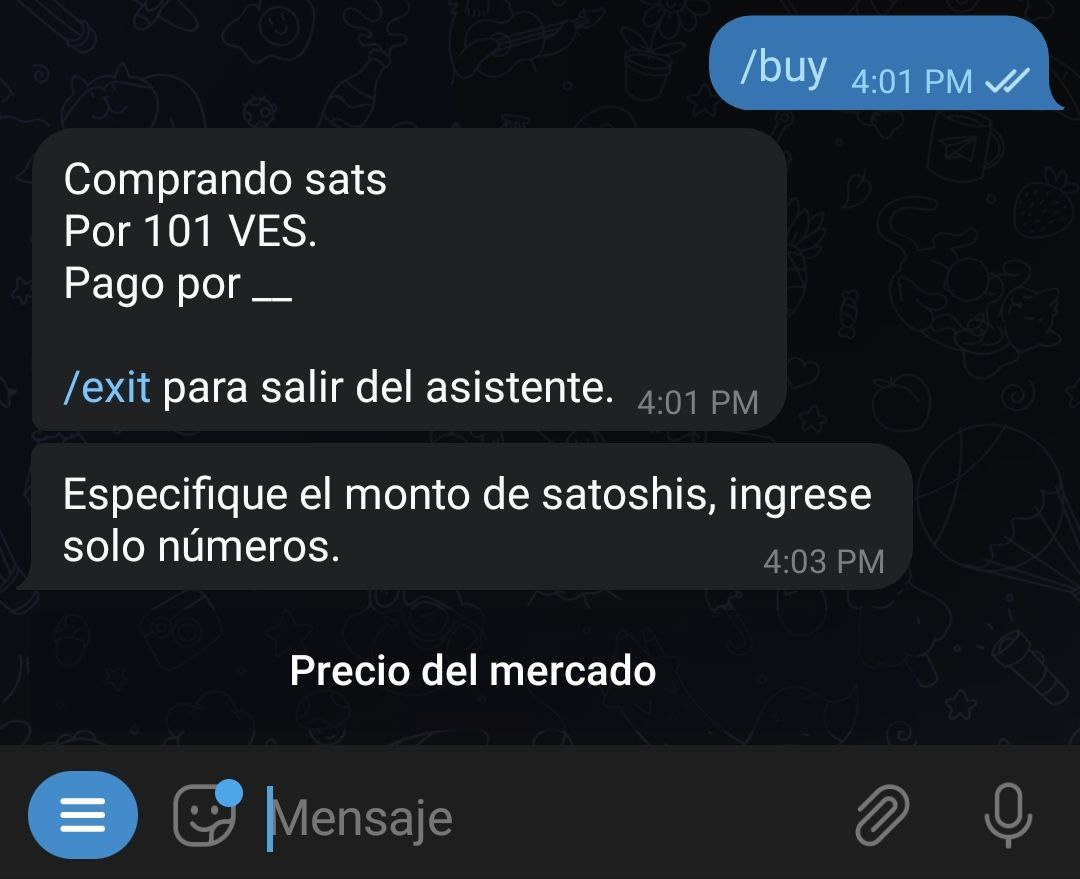 /buy 4:01 PM
Comprando sats
Por 101 VES.
Pago por __
/exit para salir del asistente. 4:01 PM
Especifique el monto de satoshis, ingrese
solo números. 4:03 PM
Precio del mercado
Mensaje